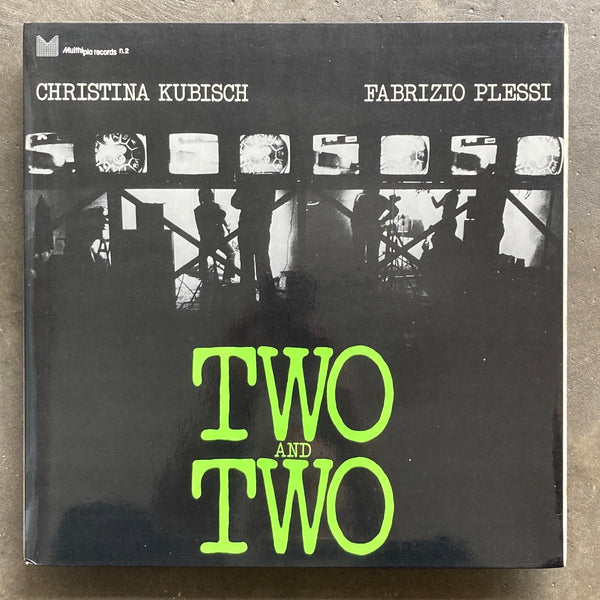 Multhipla records n.2
CHRISTINA KUBISCH FABRIZIO PLESSI
TWO
AND
TWO